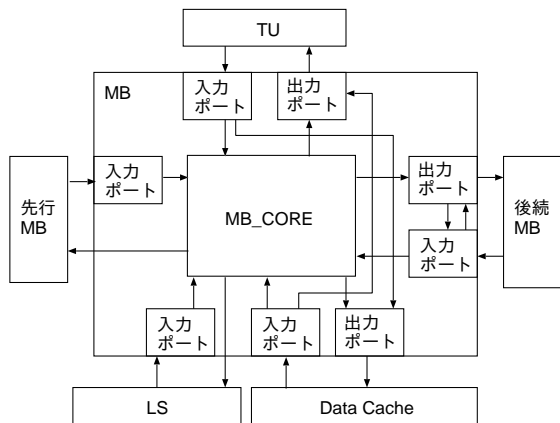 TU
MB
入力
ポート
出力
ポート
先行
MB
入力
ポート
MB_CORE
出力
ポート
入力
ポート
後続
MB
入力
ポート
入力
ポート
出力
ポート
LS
Data Cache